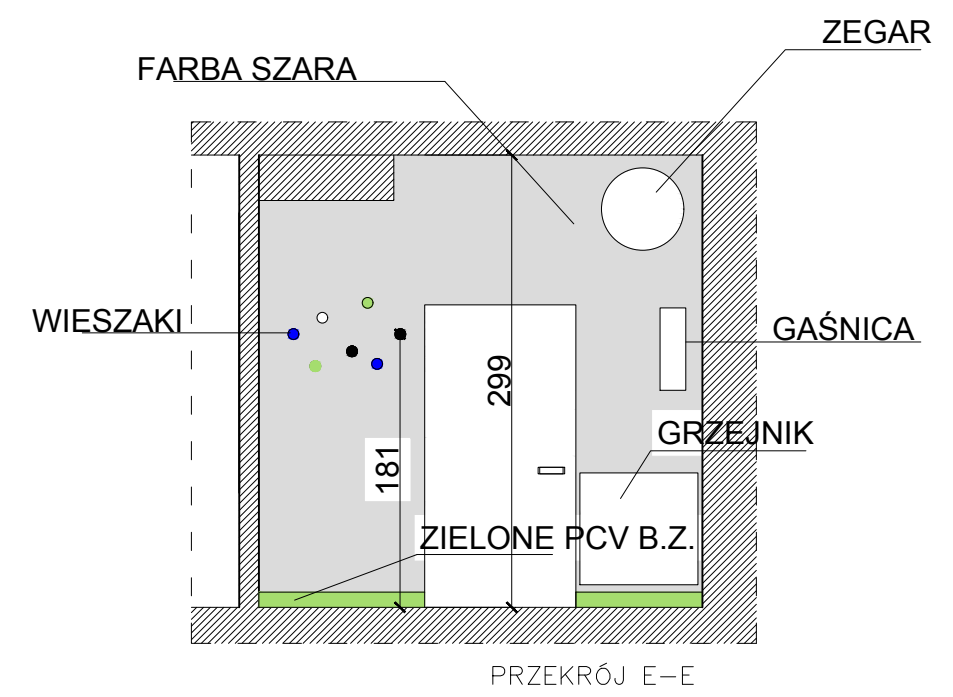 ZEGAR
FARBA SZARA
WIESZAKI
GAŚNICA
299
GRZEJNIK
181
ZIELONE PCV B.Z.
PRZEKRÓJ E-E